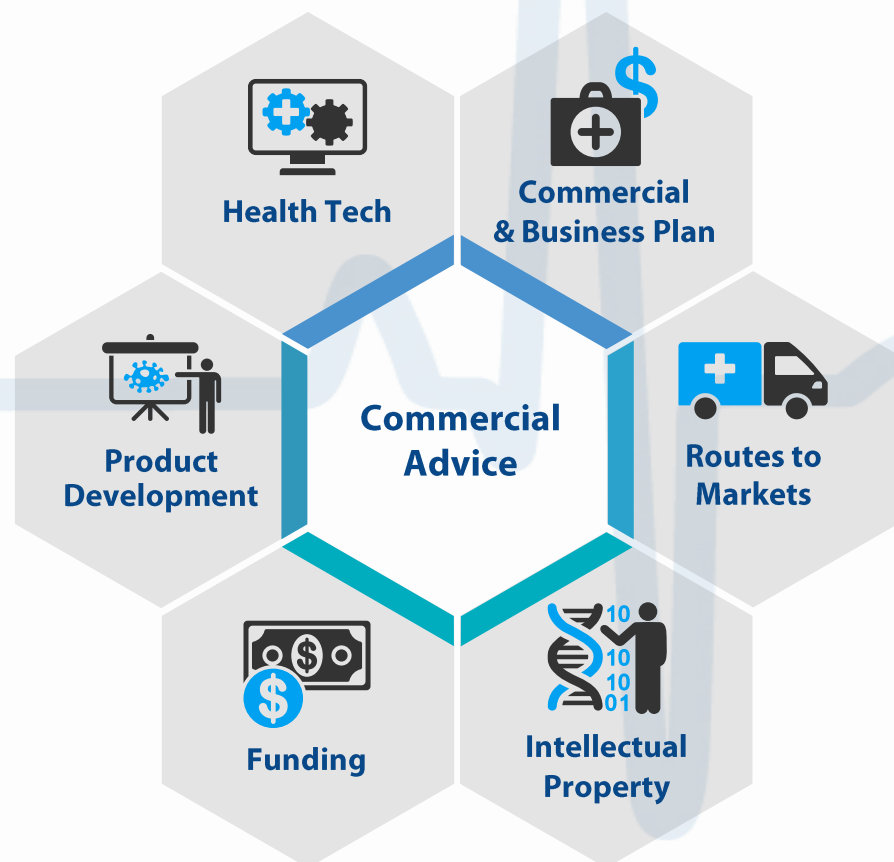 Health Tech
$
Commercial
& Business Plan
Product
Development
Commercial
Advice
Routes to
Markets
$
$
Funding
10
10
10
01
Intellectual
Property